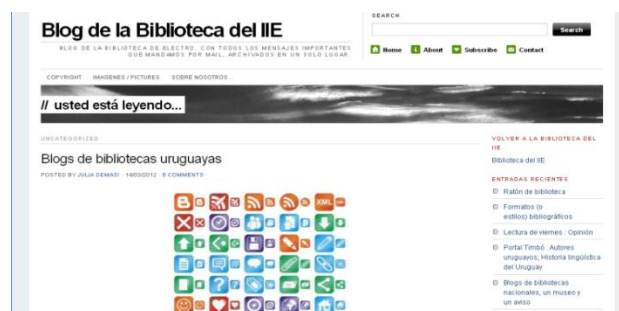 SEARCH
Blog de la Biblioteca del IIE
Search
BLOG DE LA BIBLIOTECA DE ELECTRO. CON TODOS LOS MENSAJES IMPORTANTES
QUE MANDAMOS POR MAIL, ARCHIVADOS EN UN SOLO LUGAR.
Home About Subscribe Contact
COPYRIGHT IMAGENES / PICTURES SOBRE NOSOTROS...
// usted está leyendo...
UNCATEGORIZED
Blogs de bibliotecas uruguayas
POSTED BY JULIA DEMASI · 14/03/2012 ·
COMMENTS
XML
VOLVER A LA BIBLIOTECA DEL
IIE
Biblioteca del IIE
ENTRADAS RECIENTES
Ratón de biblioteca
Formatos (o
estilos) bibliográficos
Lectura de viernes : Opinión
Portal Timbó : Autores
uruguayos; Historia lingüística
del Uruguay
Blogs de bibliotecas
nacionales, un museo y
un aviso